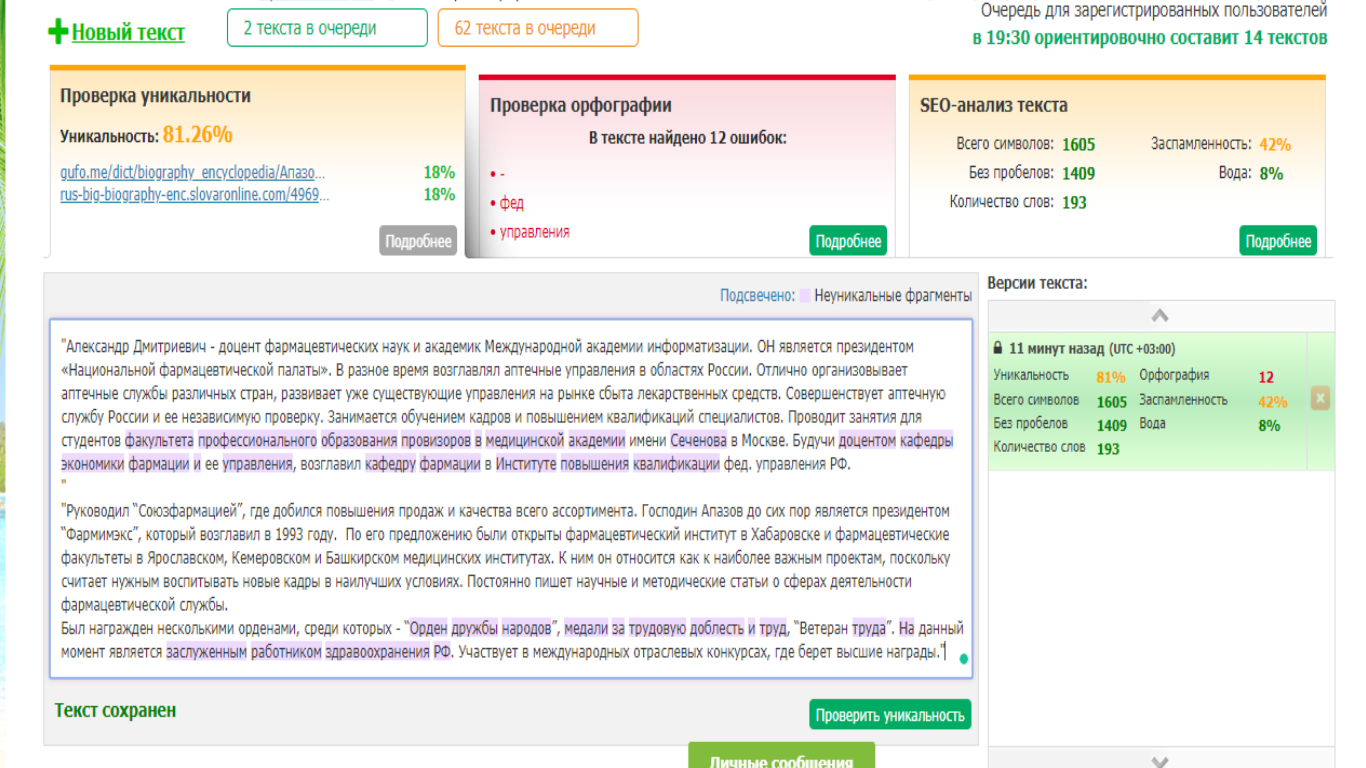 Очередь для зарегистрированных пользователей
Новый текст
2 текста в очереди
62 текста в очереди
в 19:30 ориентировочно составит 14 текстов
Проверка уникальности
Уникальность: 81.26%
gufo.me/dict/biography_encyclopedia/Апазо... 18%
rus-big-biography-enc.slovaronline.com/4969... 18%
Подробнее
Проверка орфографии
В тексте найдено 12 ошибок:
• -
• фед
• управления
Подробнее
SEO-анализ текста
Всего символов: 1605 Заспамленность: 42%
Без пробелов: 1409 Вода: 8%
Количество слов: 193
Подробнее
Подсвечено: Неуникальные фрагменты
"Александр Дмитриевич - доцент фармацевтических наук и академик Международной академии информатизации. ОН является президентом
«Национальной фармацевтической палаты». В разное время возглавлял аптечные управления в областях России. Отлично организовывает
аптечные службы различных стран, развивает уже существующие управления на рынке сбыта лекарственных средств. Совершенствует аптечную
службу России и ее независимую проверку. Занимается обучением кадров и повышением квалификаций специалистов. Проводит занятия для
студентов факультета профессионального образования провизоров в медицинской академии имени Сеченова в Москве. Будучи доцентом кафедры
экономики фармации и ее управления, возглавил кафедру фармации в Институте повышения квалификации фед. управления РФ.
"
"Руководил "Союзфармацией", где добился повышения продаж и качества всего ассортимента. Господин Апазов до сих пор является президентом
"Фармимэкс", который возглавил в 1993 году. По его предложению были открыты фармацевтический институт в Хабаровске и фармацевтические
факультеты в Ярославском, Кемеровском и Башкирском медицинских институтах. К ним он относится как к наиболее важным проектам, поскольку
считает нужным воспитывать новые кадры в наилучших условиях. Постоянно пишет научные и методические статьи о сферах деятельности
фармацевтической службы.
Был награжден несколькими орденами, среди которых - "Орден дружбы народов", медали за трудовую доблесть и труд, "Ветеран труда". На данный
момент является заслуженным работником здравоохранения РФ. Участвует в международных отраслевых конкурсах, где берет высшие награды."
Текст сохранен
Проверить уникальность
Версии текста:
11 минут назад (UTC +03:00)
Уникальность 81% Орфография 12
Всего символов 1605 Заспамленность 42%
Без пробелов 1409 Вода 8%
Количество слов 193
Личные сообщения